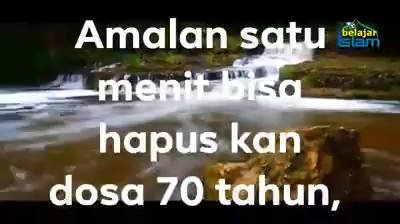 Amalan satu
menit bisa
hapus kan
dosa 70 tahun,
belajar
islam